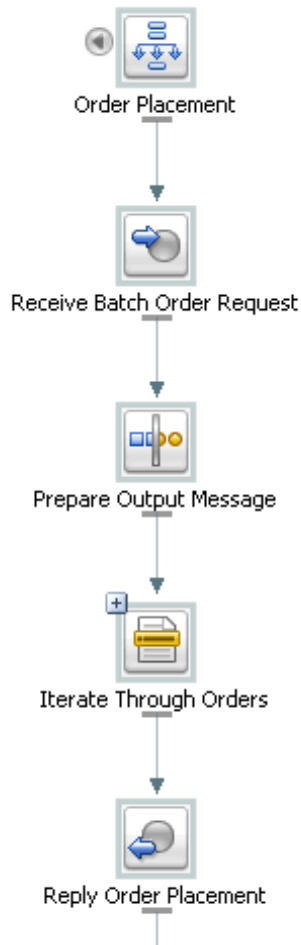 Order Placement
Receive Batch Order Request
Prepare Output Message
Iterate Through Orders
Reply Order Placement